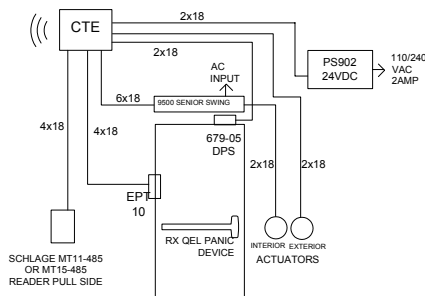 2x18
CTE
2x18
AC
INPUT
PS902
24VDC
110/240
VAC
2AMP
6x18
9500 SENIOR SWING
4x18
4x18
679-05
DPS
2x18
2x18
EPT
10
RX QEL PANIC
DEVICE
INTERIOR
EXTERIOR
ACTUATORS
SCHLAGE MT11-485
OR MT15-485
READER PULL SIDE